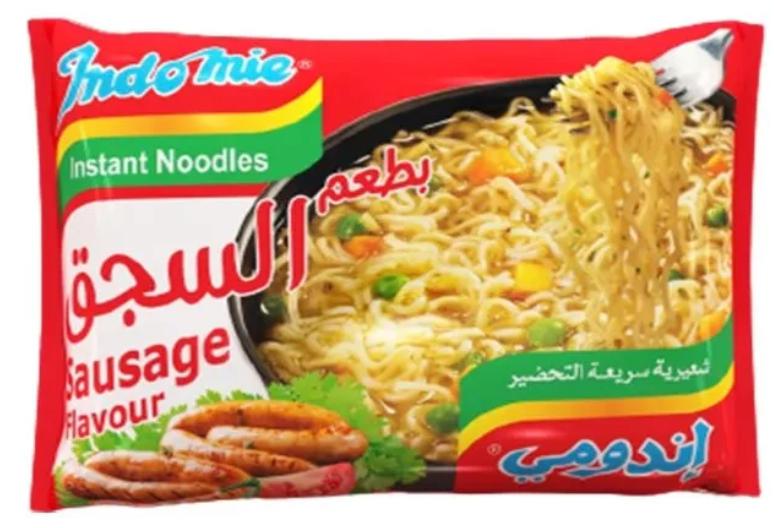 Indomie®
Instant Noodles
بطعم
السجق
Sausage
Flavour
شعيرية سريعة التحضير
إندومي®